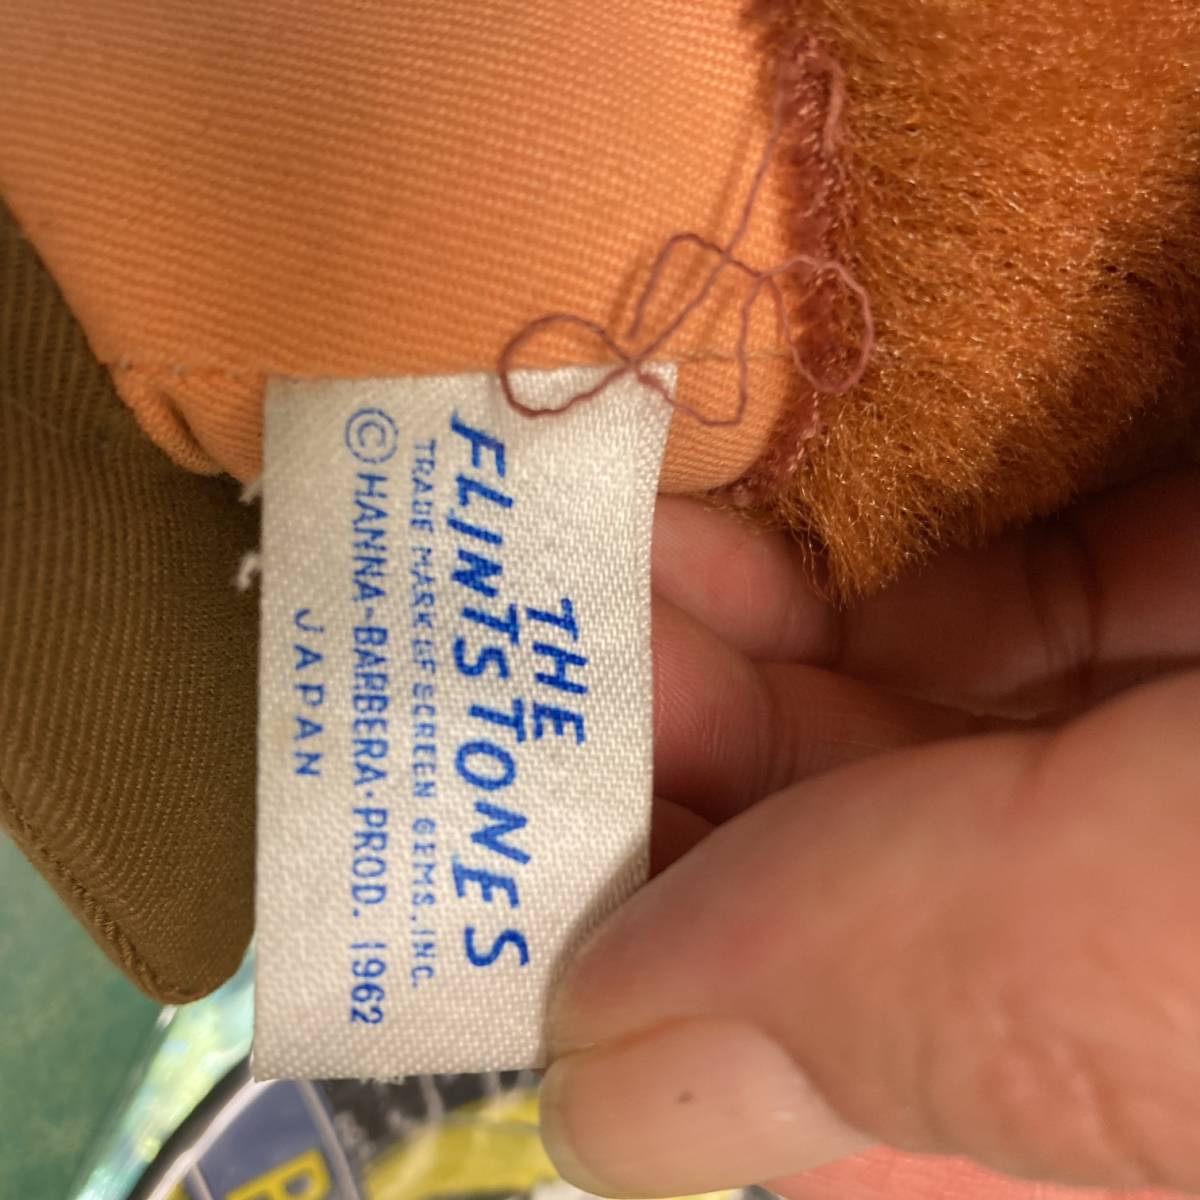 THE
FLINTSTONES
TRADE MARK OF SCREEN GEMS, INC.
© HANNA-BARBERA·PROD. 1962
JAPAN